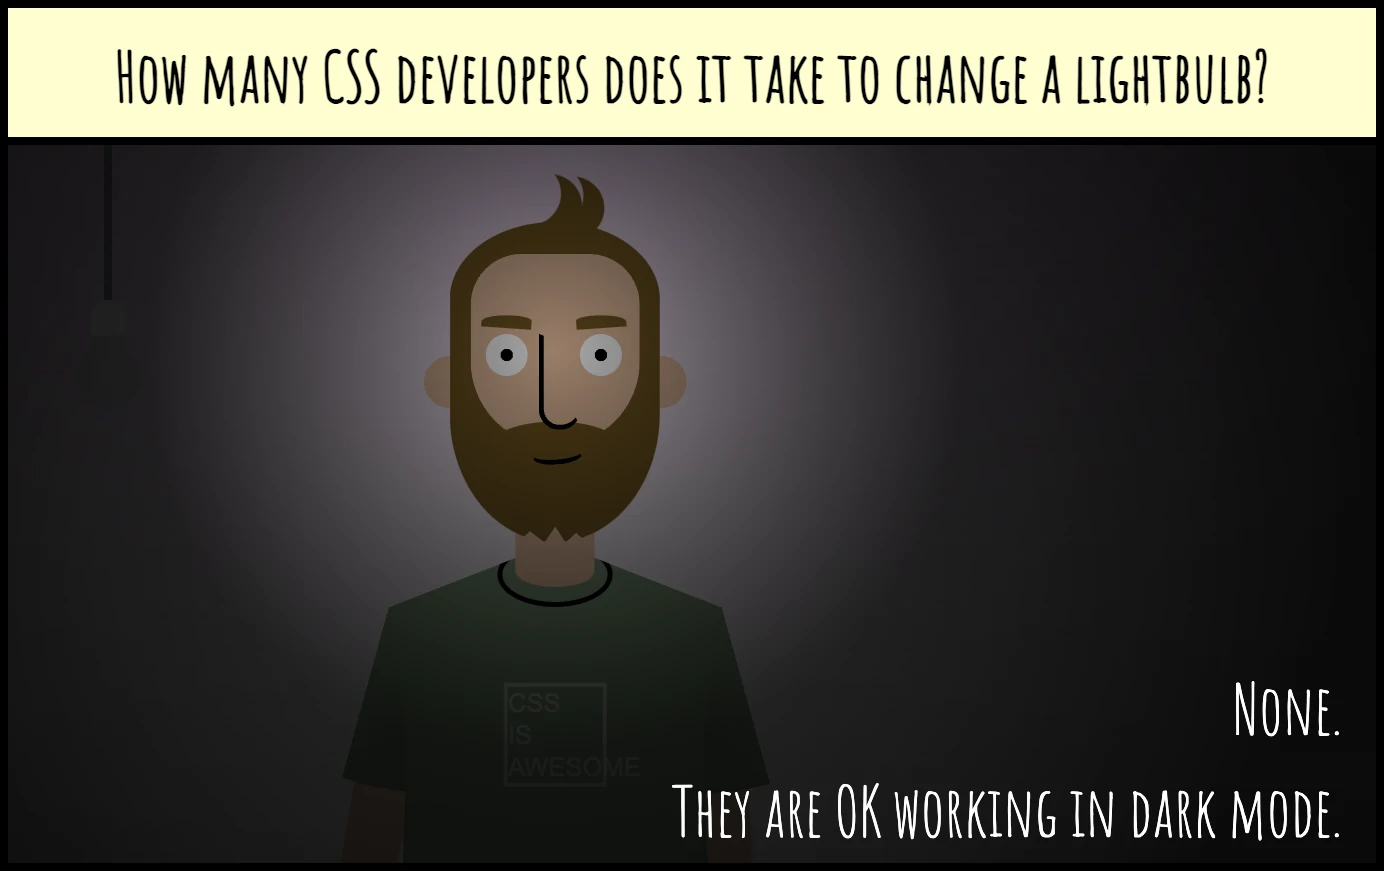 How many CSS developers does it take to change a lightbulb?
CSS
IS
AWESOME
None.
They are OK working in dark mode.